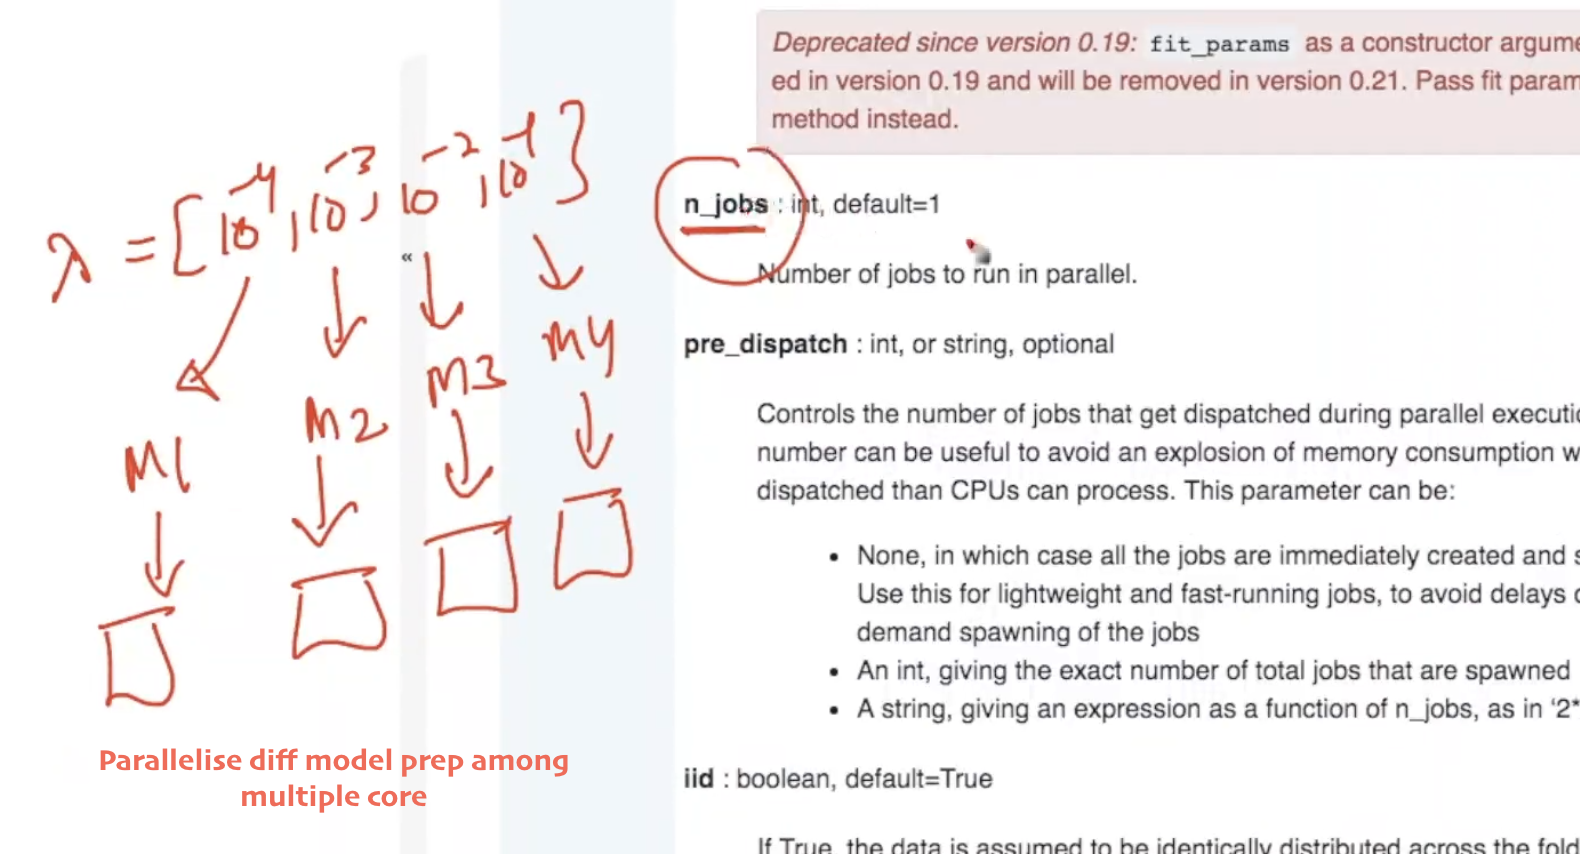 λ = [10⁻⁴, 10⁻³, 10⁻², 10⁻¹]
«
M1
M2
M3
M4
Parallelise diff model prep among
multiple core
Deprecated since version 0.19: fit_params as a constructor
ed in version 0.19 and will be removed in version 0.21. Pass fit
method instead.
n_jobs : int, default=1
Number of jobs to run in parallel.
pre_dispatch : int, or string, optional
Controls the number of jobs that get dispatched during parallel
number can be useful to avoid an explosion of memory consumption
dispatched than CPUs can process. This parameter can be:
• None, in which case all the jobs are immediately created and
Use this for lightweight and fast-running jobs, to avoid delays
demand spawning of the jobs
• An int, giving the exact number of total jobs that are spawned
• A string, giving an expression as a function of n_jobs, as in ‘2*
iid : boolean, default=True
If True, the data is assumed to be identically distributed across the